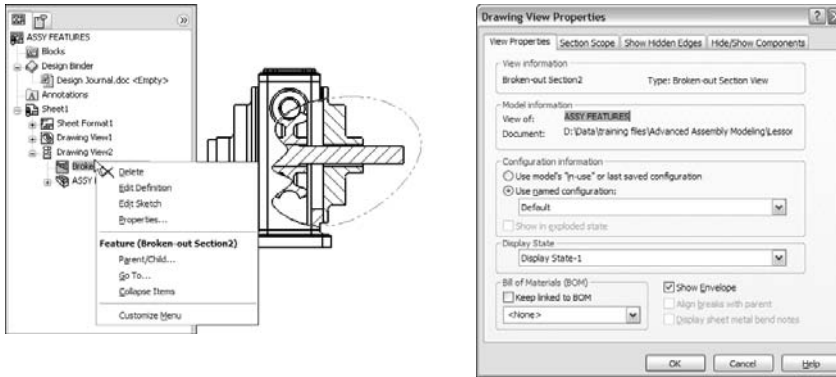 ASSY FEATURES
Blocks
Design Binder
Design Journal.doc <Empty>
Annotations
Sheet1
Sheet Format1
Drawing View1
Drawing View2
Delete
Edit Definition
Edit Sketch
Properties...
Feature (Broken-out Section2)
Parent/Child...
Go To...
Collapse Items
Customize Menu
Drawing View Properties
View Properties Section Scope Show Hidden Edges Hide/Show Components
View information
Broken-out Section2 Type: Broken-out Section View
Model information
View of: ASSY FEATURES
Document: D:\Data\training files\Advanced Assembly Modeling\Lessor
Configuration information
Use model's "in-use" or last saved configuration
Use named configuration:
Default
Show in exploded state
Display State
Display State-1
Bill of Materials (BOM)
Keep linked to BOM
<None>
Show Envelope
Align breaks with parent
Display sheet metal bend notes
OK Cancel Help